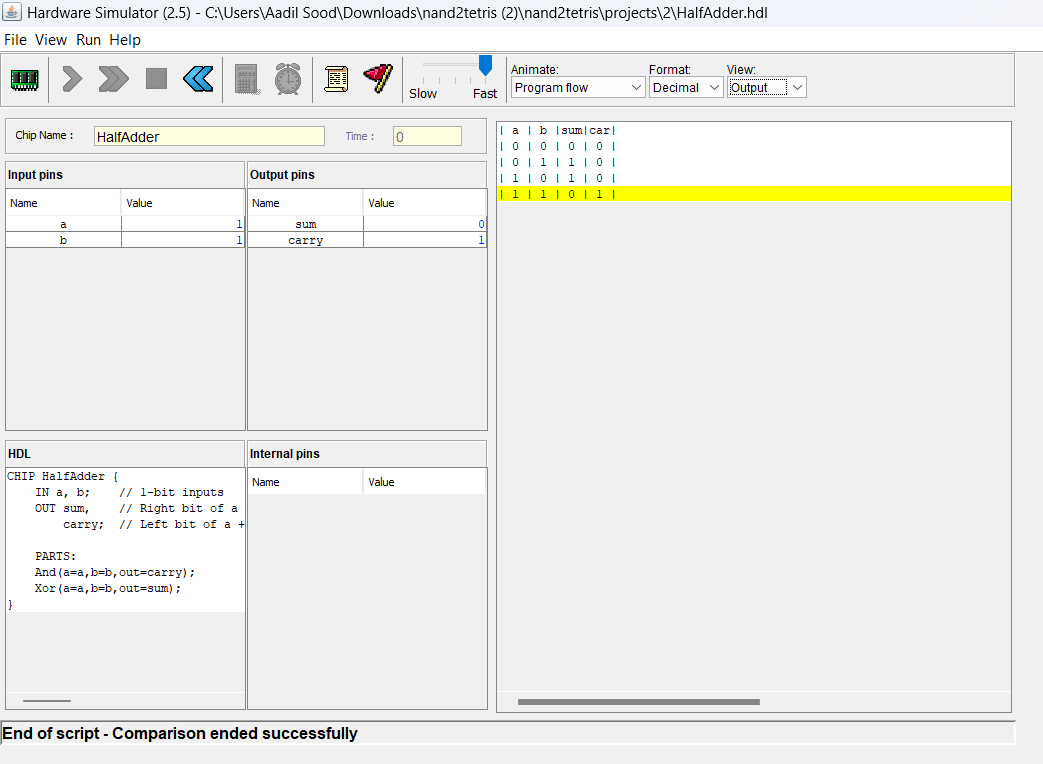 Hardware Simulator (2.5) - C:\Users\Aadil Sood\Downloads\nand2tetris (2)\nand2tetris\projects\2\HalfAdder.hdl
File View Run Help
Slow Fast
Animate: Format: View:
Program flow Decimal Output
Chip Name : HalfAdder Time : 0
Input pins
Name Value
a 1
b 1
Output pins
Name Value
sum 0
carry 1
HDL
CHIP HalfAdder {
IN a, b; // 1-bit inputs
OUT sum, // Right bit of a
carry; // Left bit of a +
PARTS:
And(a=a,b=b,out=carry);
Xor(a=a,b=b,out=sum);
}
Internal pins
Name Value
| a | b |sum|car|
| 0 | 0 | 0 | 0 |
| 0 | 1 | 1 | 0 |
| 1 | 0 | 1 | 0 |
| 1 | 1 | 0 | 1 |
End of script - Comparison ended successfully